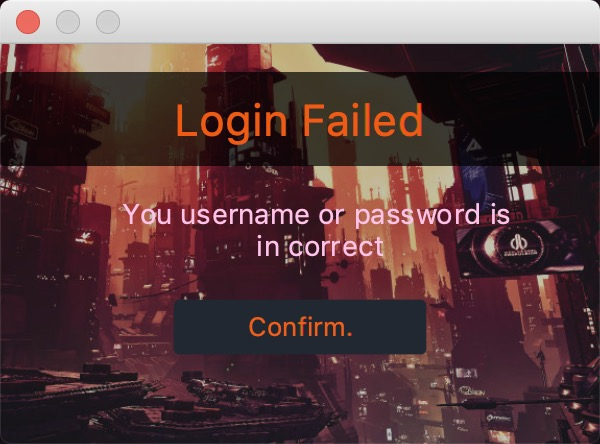 Login Failed
You username or password is
in correct
Confirm.